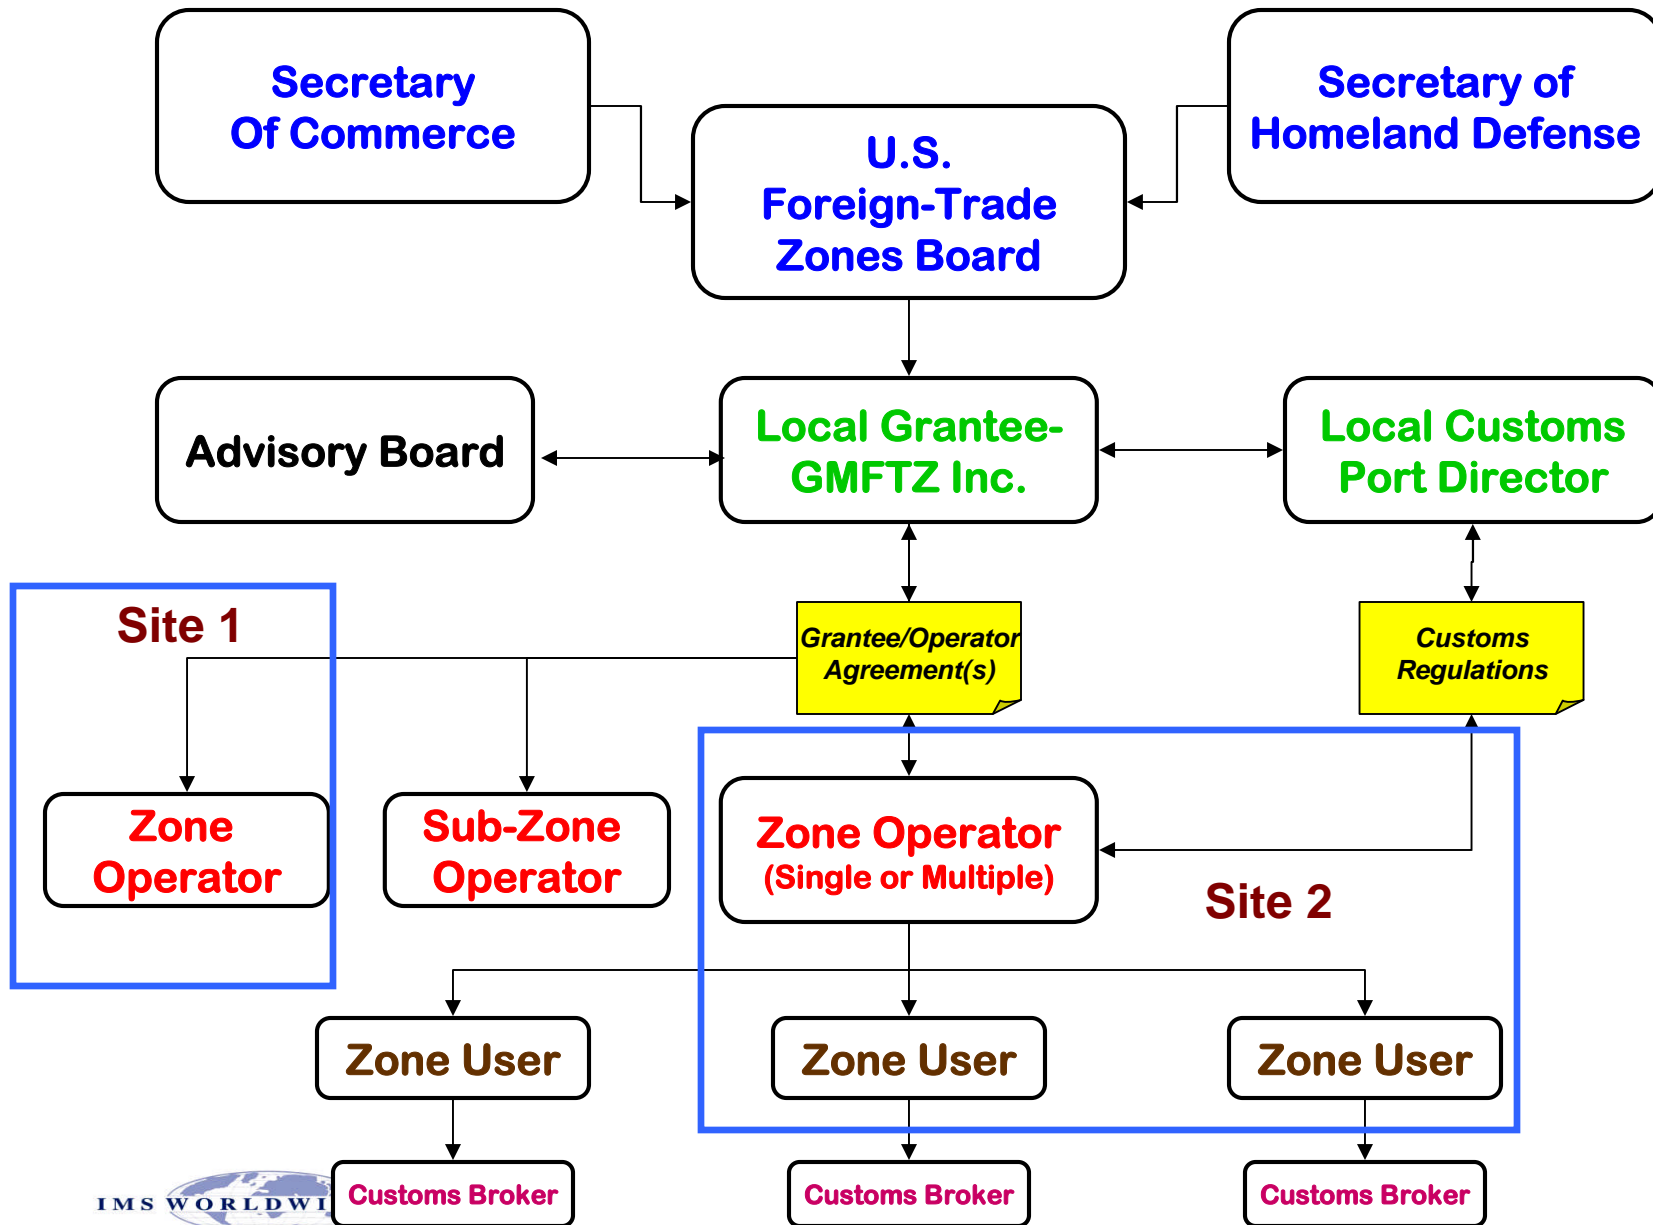 Secretary
Of Commerce
Secretary of
Homeland Defense
U.S.
Foreign-Trade
Zones Board
Advisory Board
Local Grantee-
GMFTZ Inc.
Local Customs
Port Director
Site 1
Grantee/Operator
Agreement(s)
Customs
Regulations
Zone
Operator
Sub-Zone
Operator
Zone Operator
(Single or Multiple)
Site 2
Zone User
Zone User
Zone User
IMS WORLDWI
Customs Broker
Customs Broker
Customs Broker